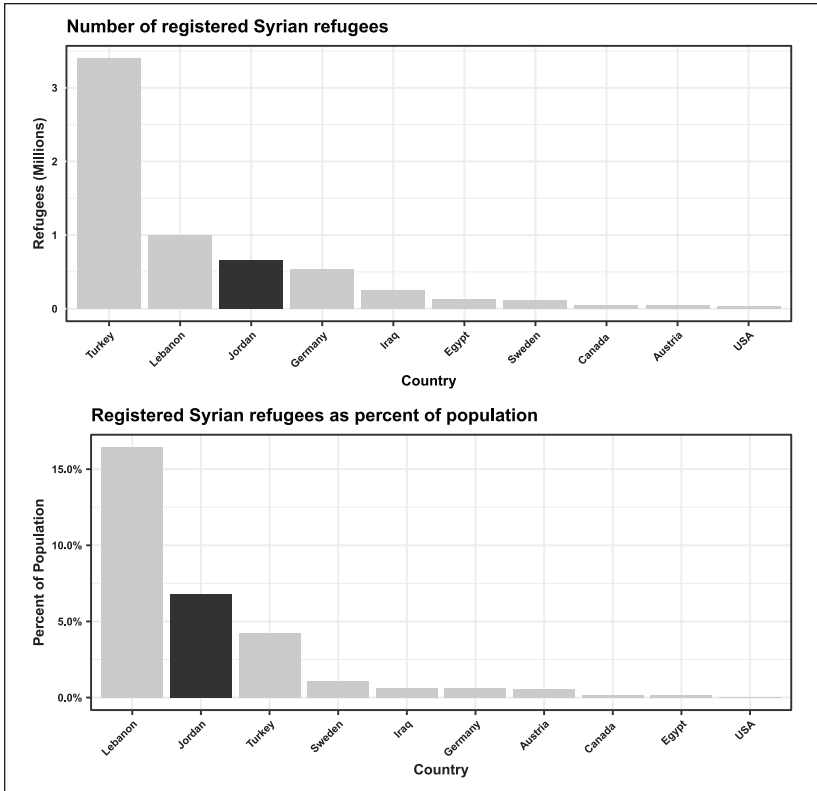 Number of registered Syrian refugees
Refugees (Millions)
3
2
1
0
Turkey
Lebanon
Jordan
Germany
Iraq
Egypt
Sweden
Canada
Austria
USA
Country
Registered Syrian refugees as percent of population
Percent of Population
15.0%
10.0%
5.0%
0.0%
Lebanon
Jordan
Turkey
Sweden
Iraq
Germany
Austria
Canada
Egypt
USA
Country